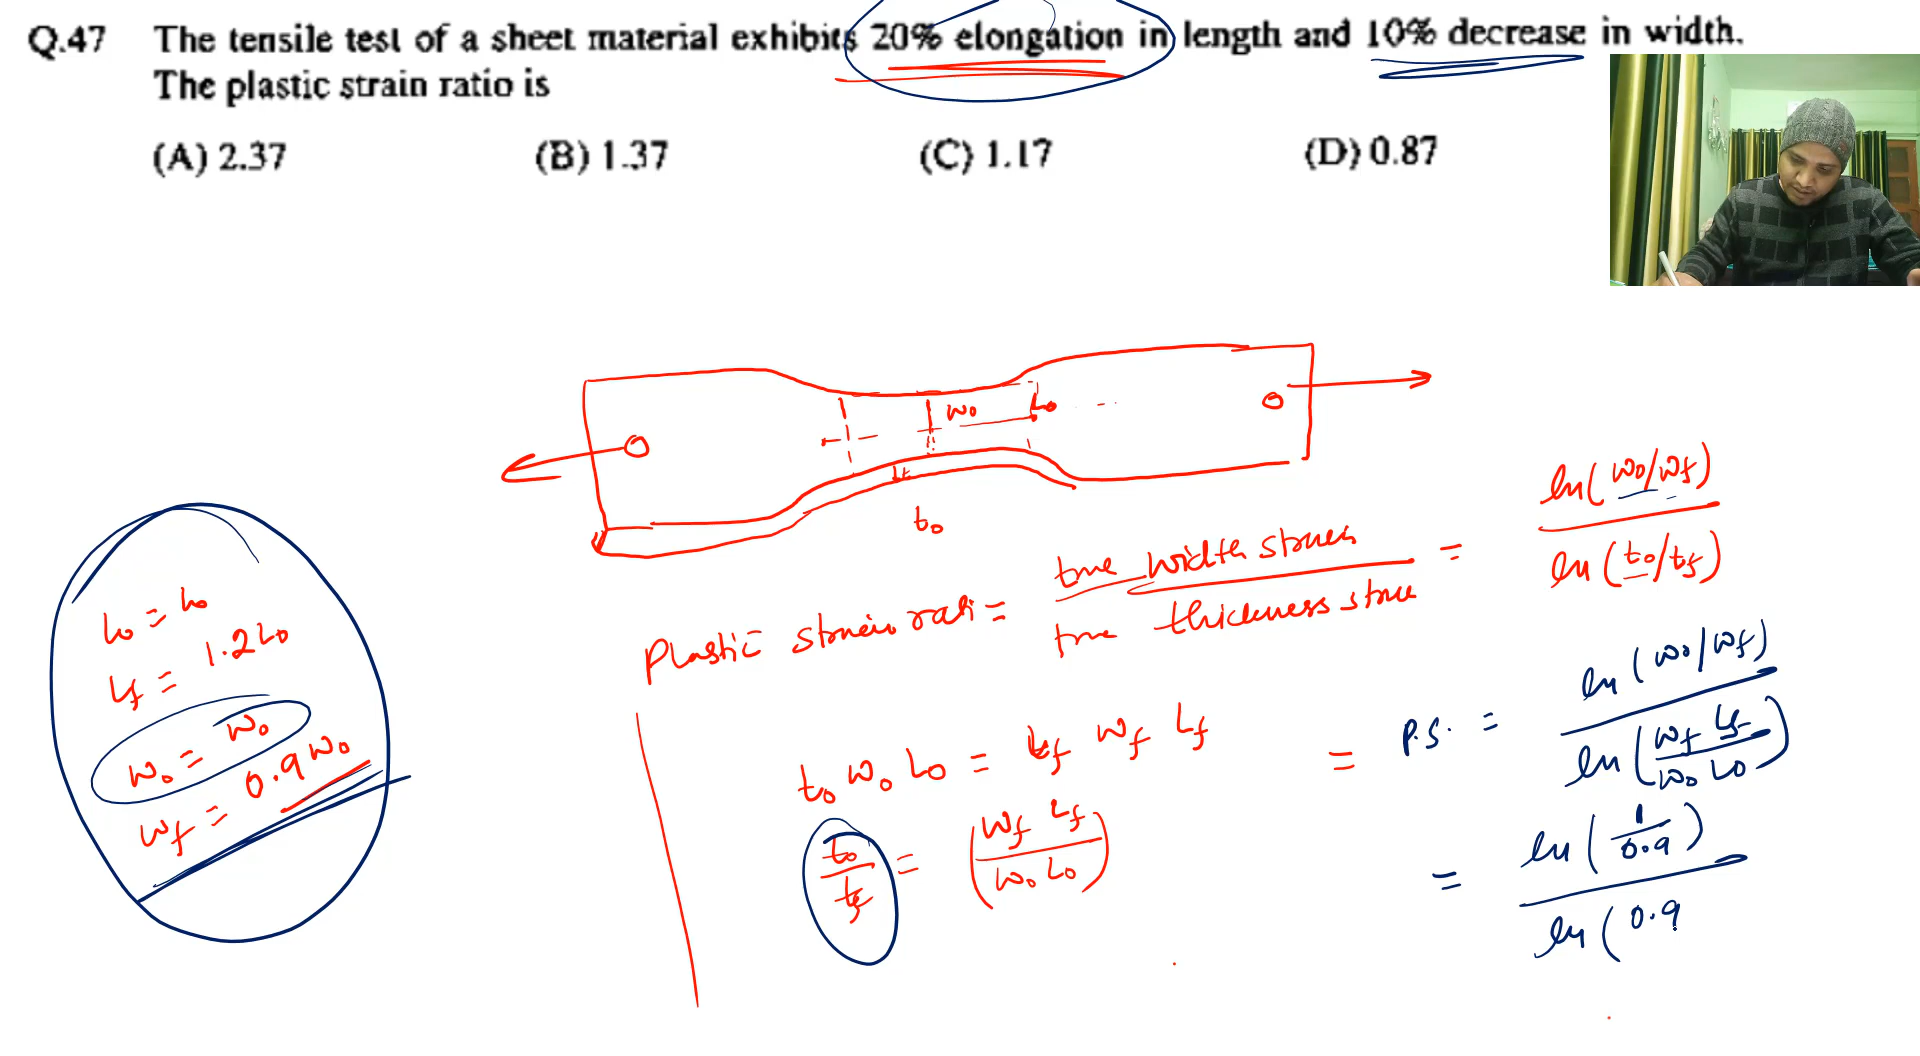 Q.47 The tensile test of a sheet material exhibits 20% elongation in length and 10% decrease in width.
The plastic strain ratio is
(A) 2.37 (B) 1.37 (C) 1.17 (D) 0.87
w₀ L₀
t₀
L₀ = L₀
Lf = 1.2L₀
w₀ = w₀
wf = 0.9w₀
Plastic strain ratio = true width strain / true thickness strain = ln(w₀/wf) / ln(t₀/tf)
t₀ w₀ L₀ = tf wf Lf
t₀/tf = (wf Lf / w₀ L₀)
= P.S. = ln(w₀/wf) / ln(wf Lf / w₀ L₀)
= ln(1/0.9) / ln(0.9